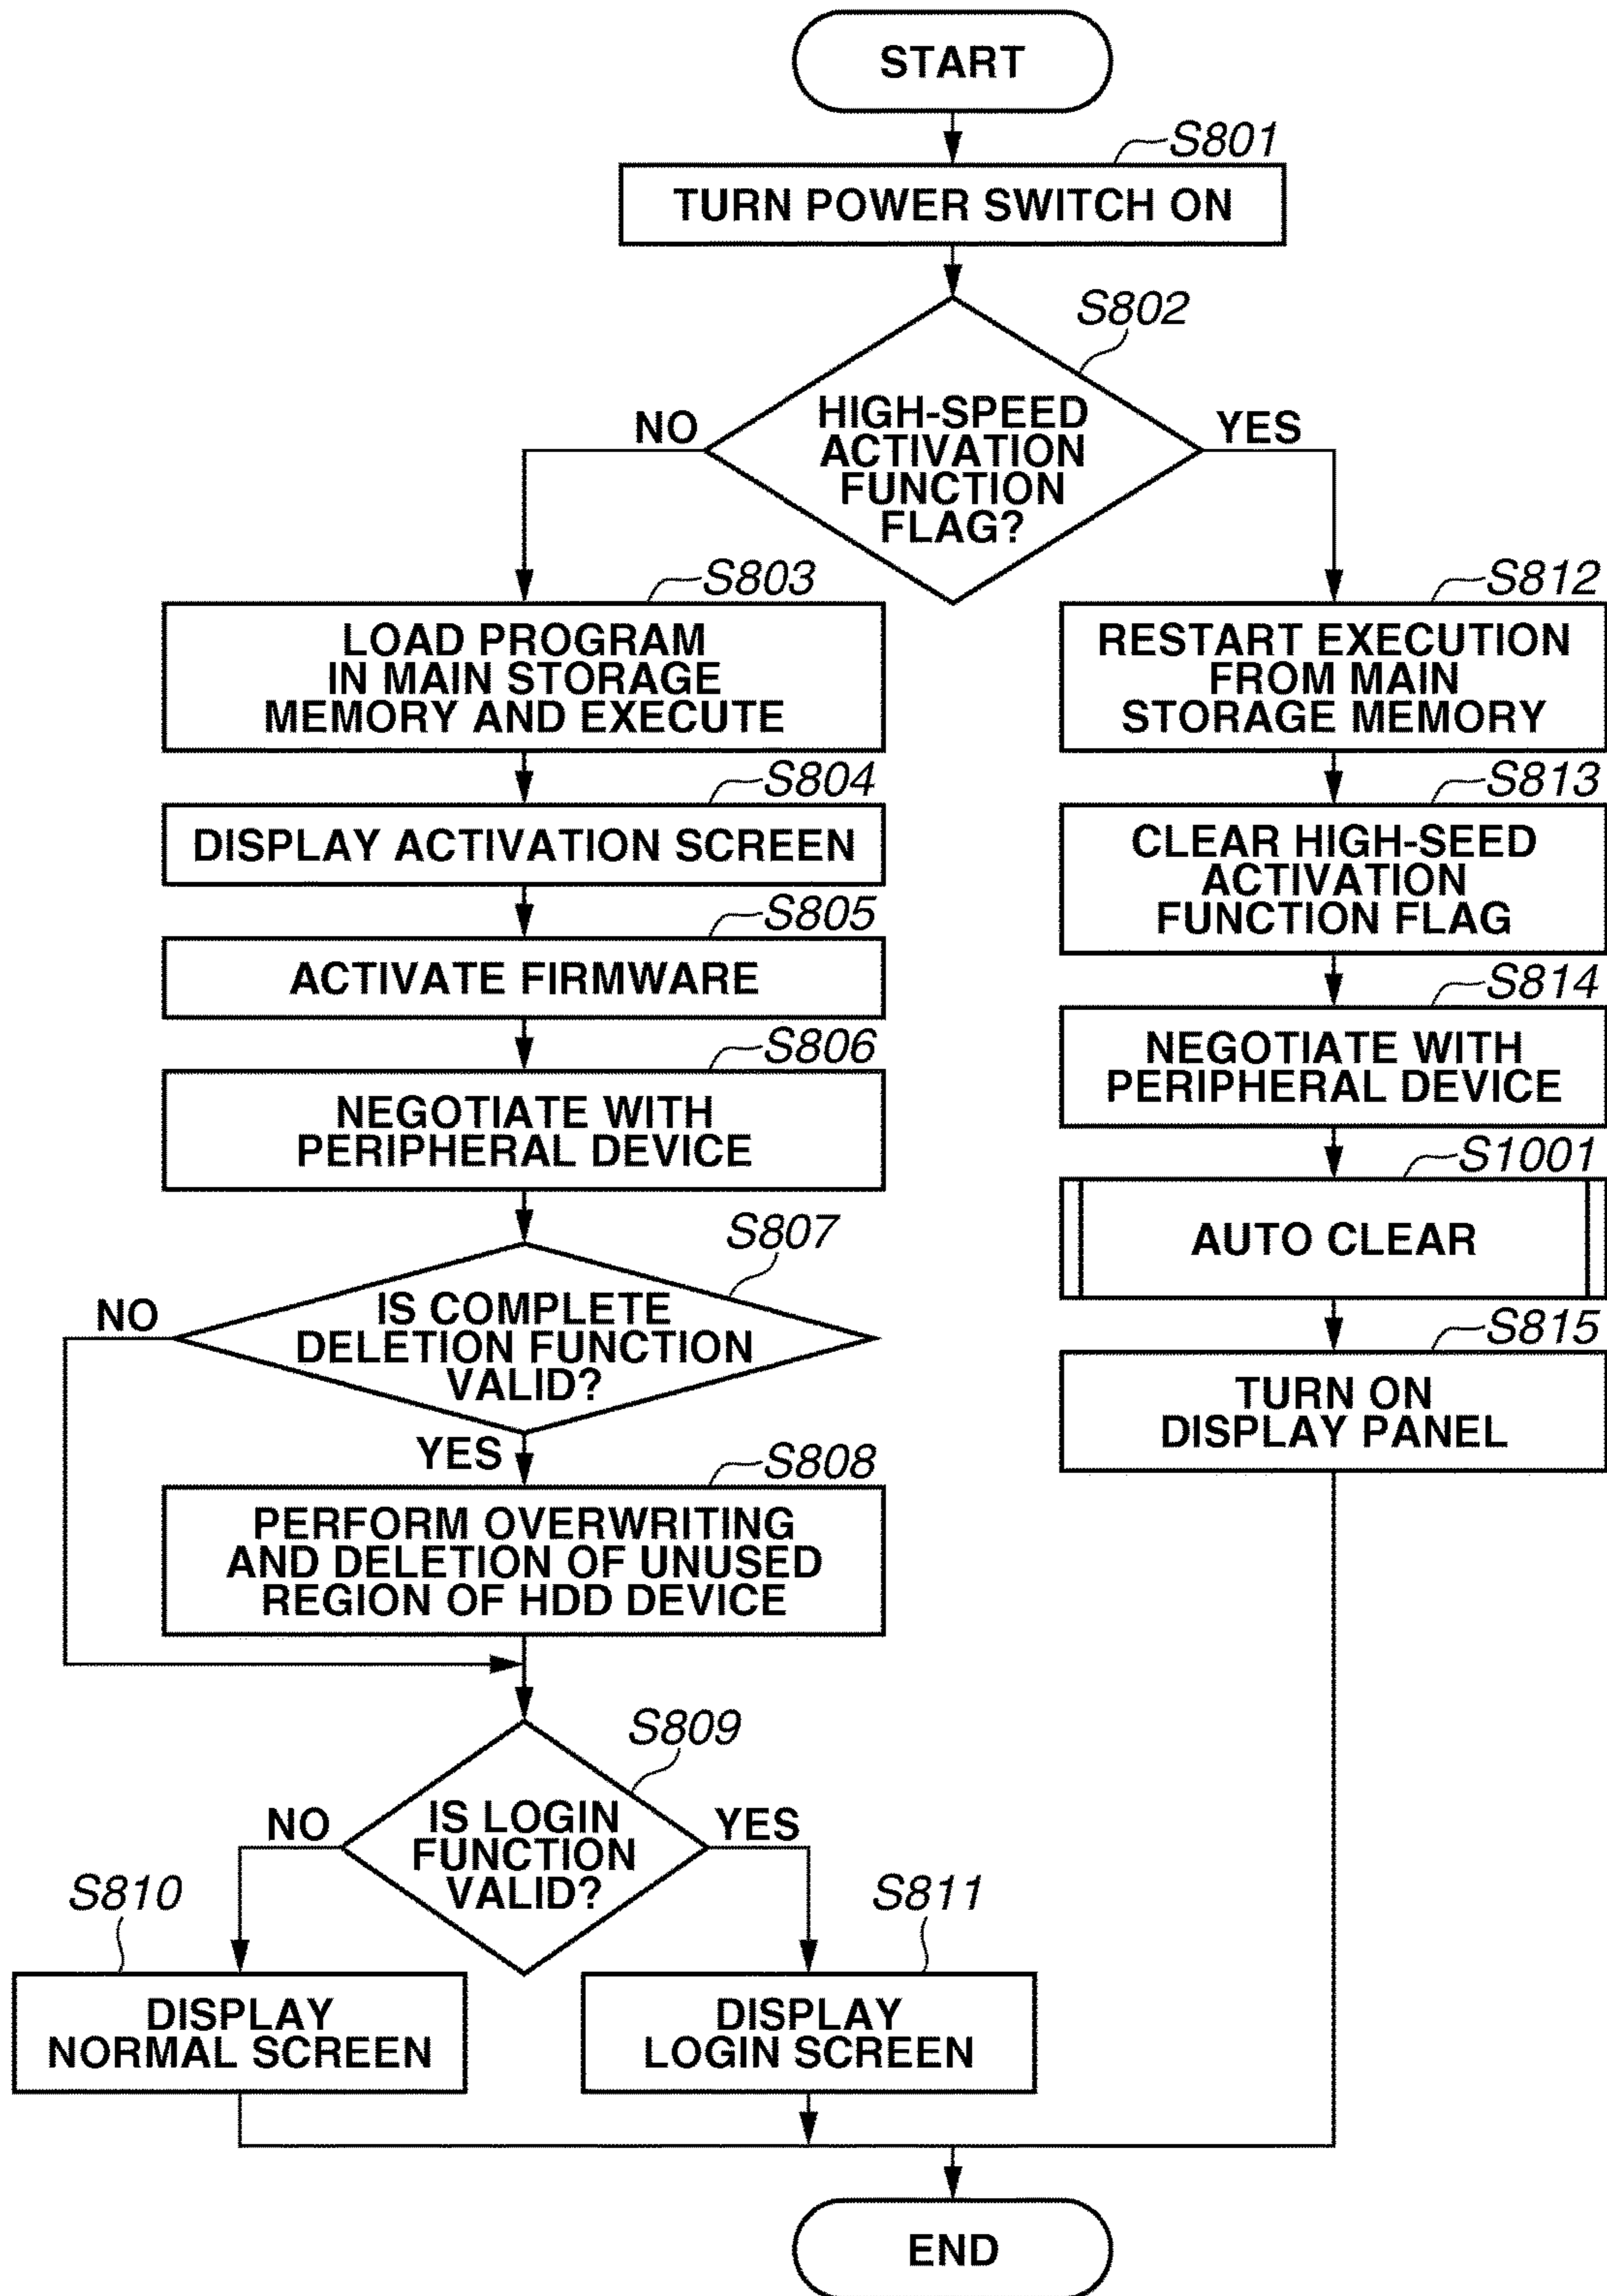 START
S801
TURN POWER SWITCH ON
S802
HIGH-SPEED
ACTIVATION
FUNCTION
FLAG?
NO
YES
S803
LOAD PROGRAM
IN MAIN STORAGE
MEMORY AND EXECUTE
S804
DISPLAY ACTIVATION SCREEN
S805
ACTIVATE FIRMWARE
S806
NEGOTIATE WITH
PERIPHERAL DEVICE
S807
IS COMPLETE
DELETION FUNCTION
VALID?
NO
YES
S808
PERFORM OVERWRITING
AND DELETION OF UNUSED
REGION OF HDD DEVICE
S809
IS LOGIN
FUNCTION
VALID?
NO
YES
S810
DISPLAY
NORMAL SCREEN
S811
DISPLAY
LOGIN SCREEN
S812
RESTART EXECUTION
FROM MAIN
STORAGE MEMORY
S813
CLEAR HIGH-SEED
ACTIVATION
FUNCTION FLAG
S814
NEGOTIATE WITH
PERIPHERAL DEVICE
S1001
AUTO CLEAR
S815
TURN ON
DISPLAY PANEL
END